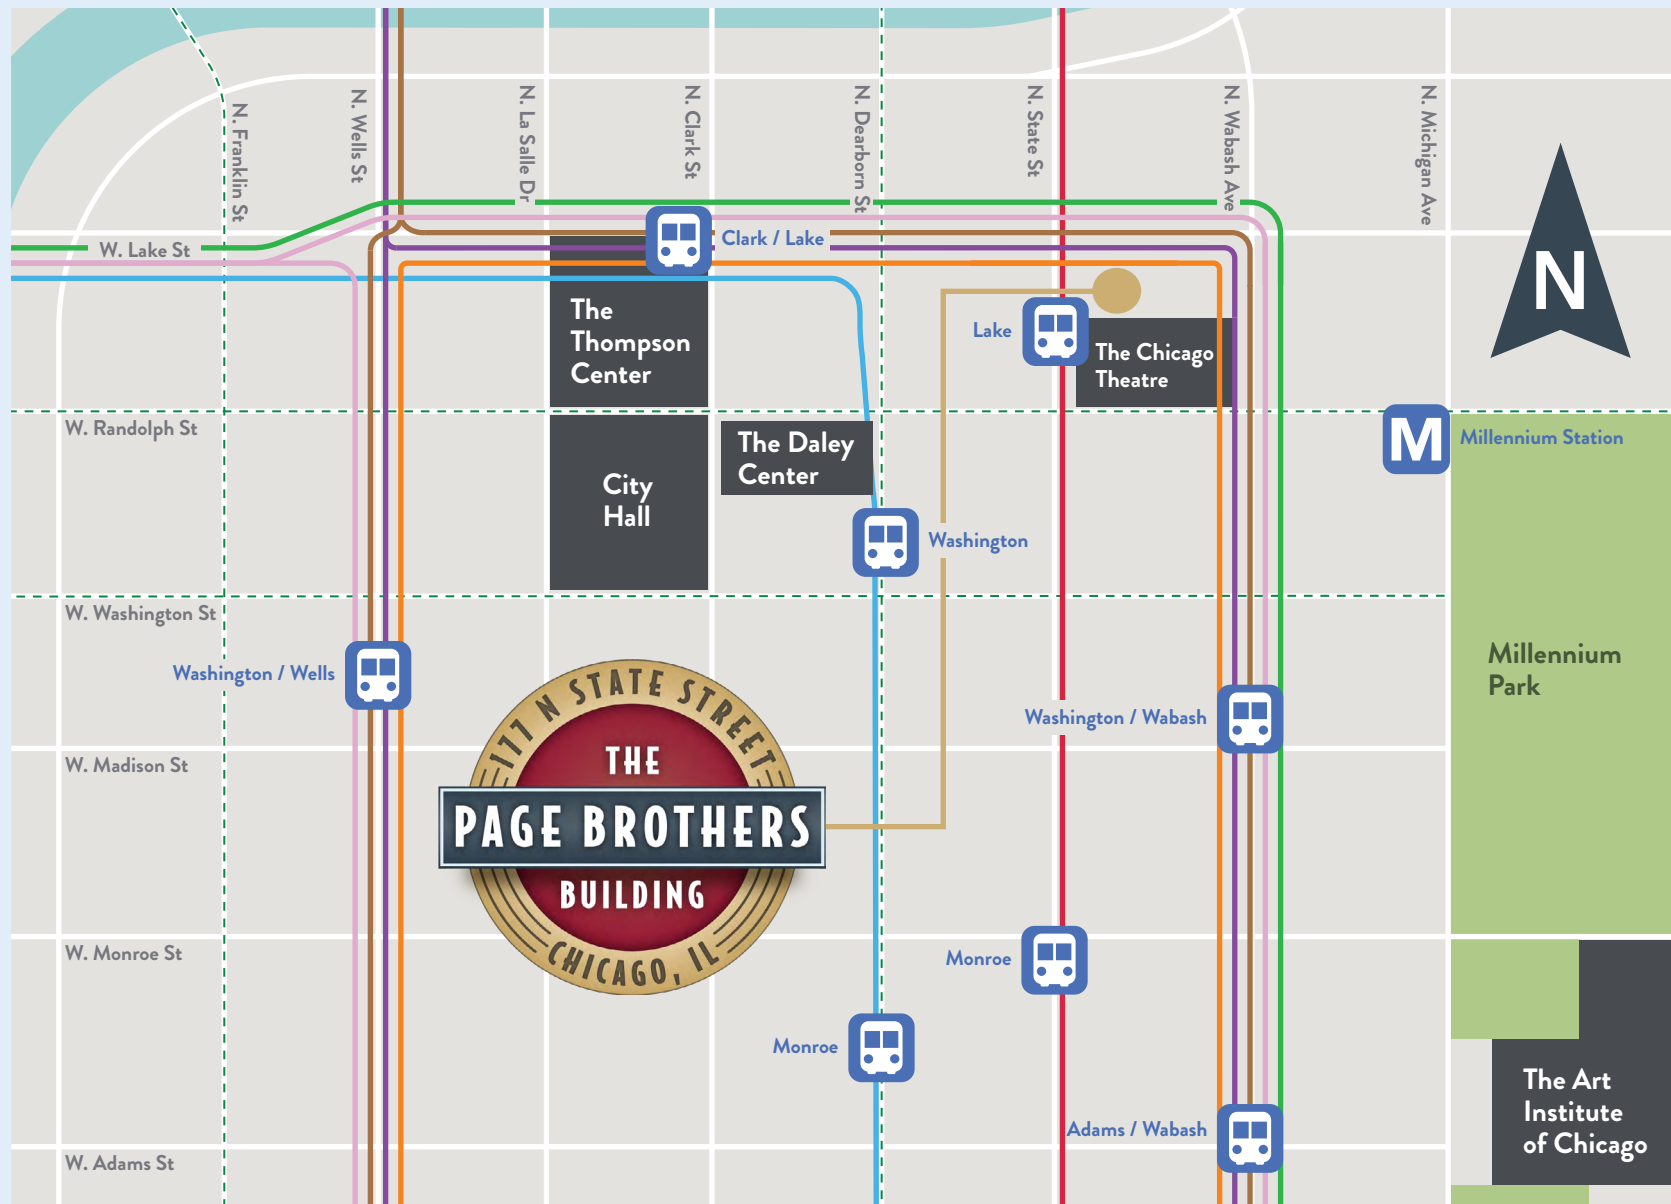 N. Franklin St
N. Wells St
N. La Salle Dr
N. Clark St
N. Dearborn St
N. State St
N. Wabash Ave
N. Michigan Ave
W. Lake St
Clark / Lake
N
The
Thompson
Center
Lake
The Chicago
Theatre
W. Randolph St
M
Millennium Station
The Daley
Center
City
Hall
Washington
W. Washington St
Washington / Wells
Millennium
Park
Washington / Wabash
W. Madison St
177 N STATE STREET
THE
PAGE BROTHERS
BUILDING
CHICAGO, IL
W. Monroe St
Monroe
Monroe
The Art
Institute
of Chicago
Adams / Wabash
W. Adams St